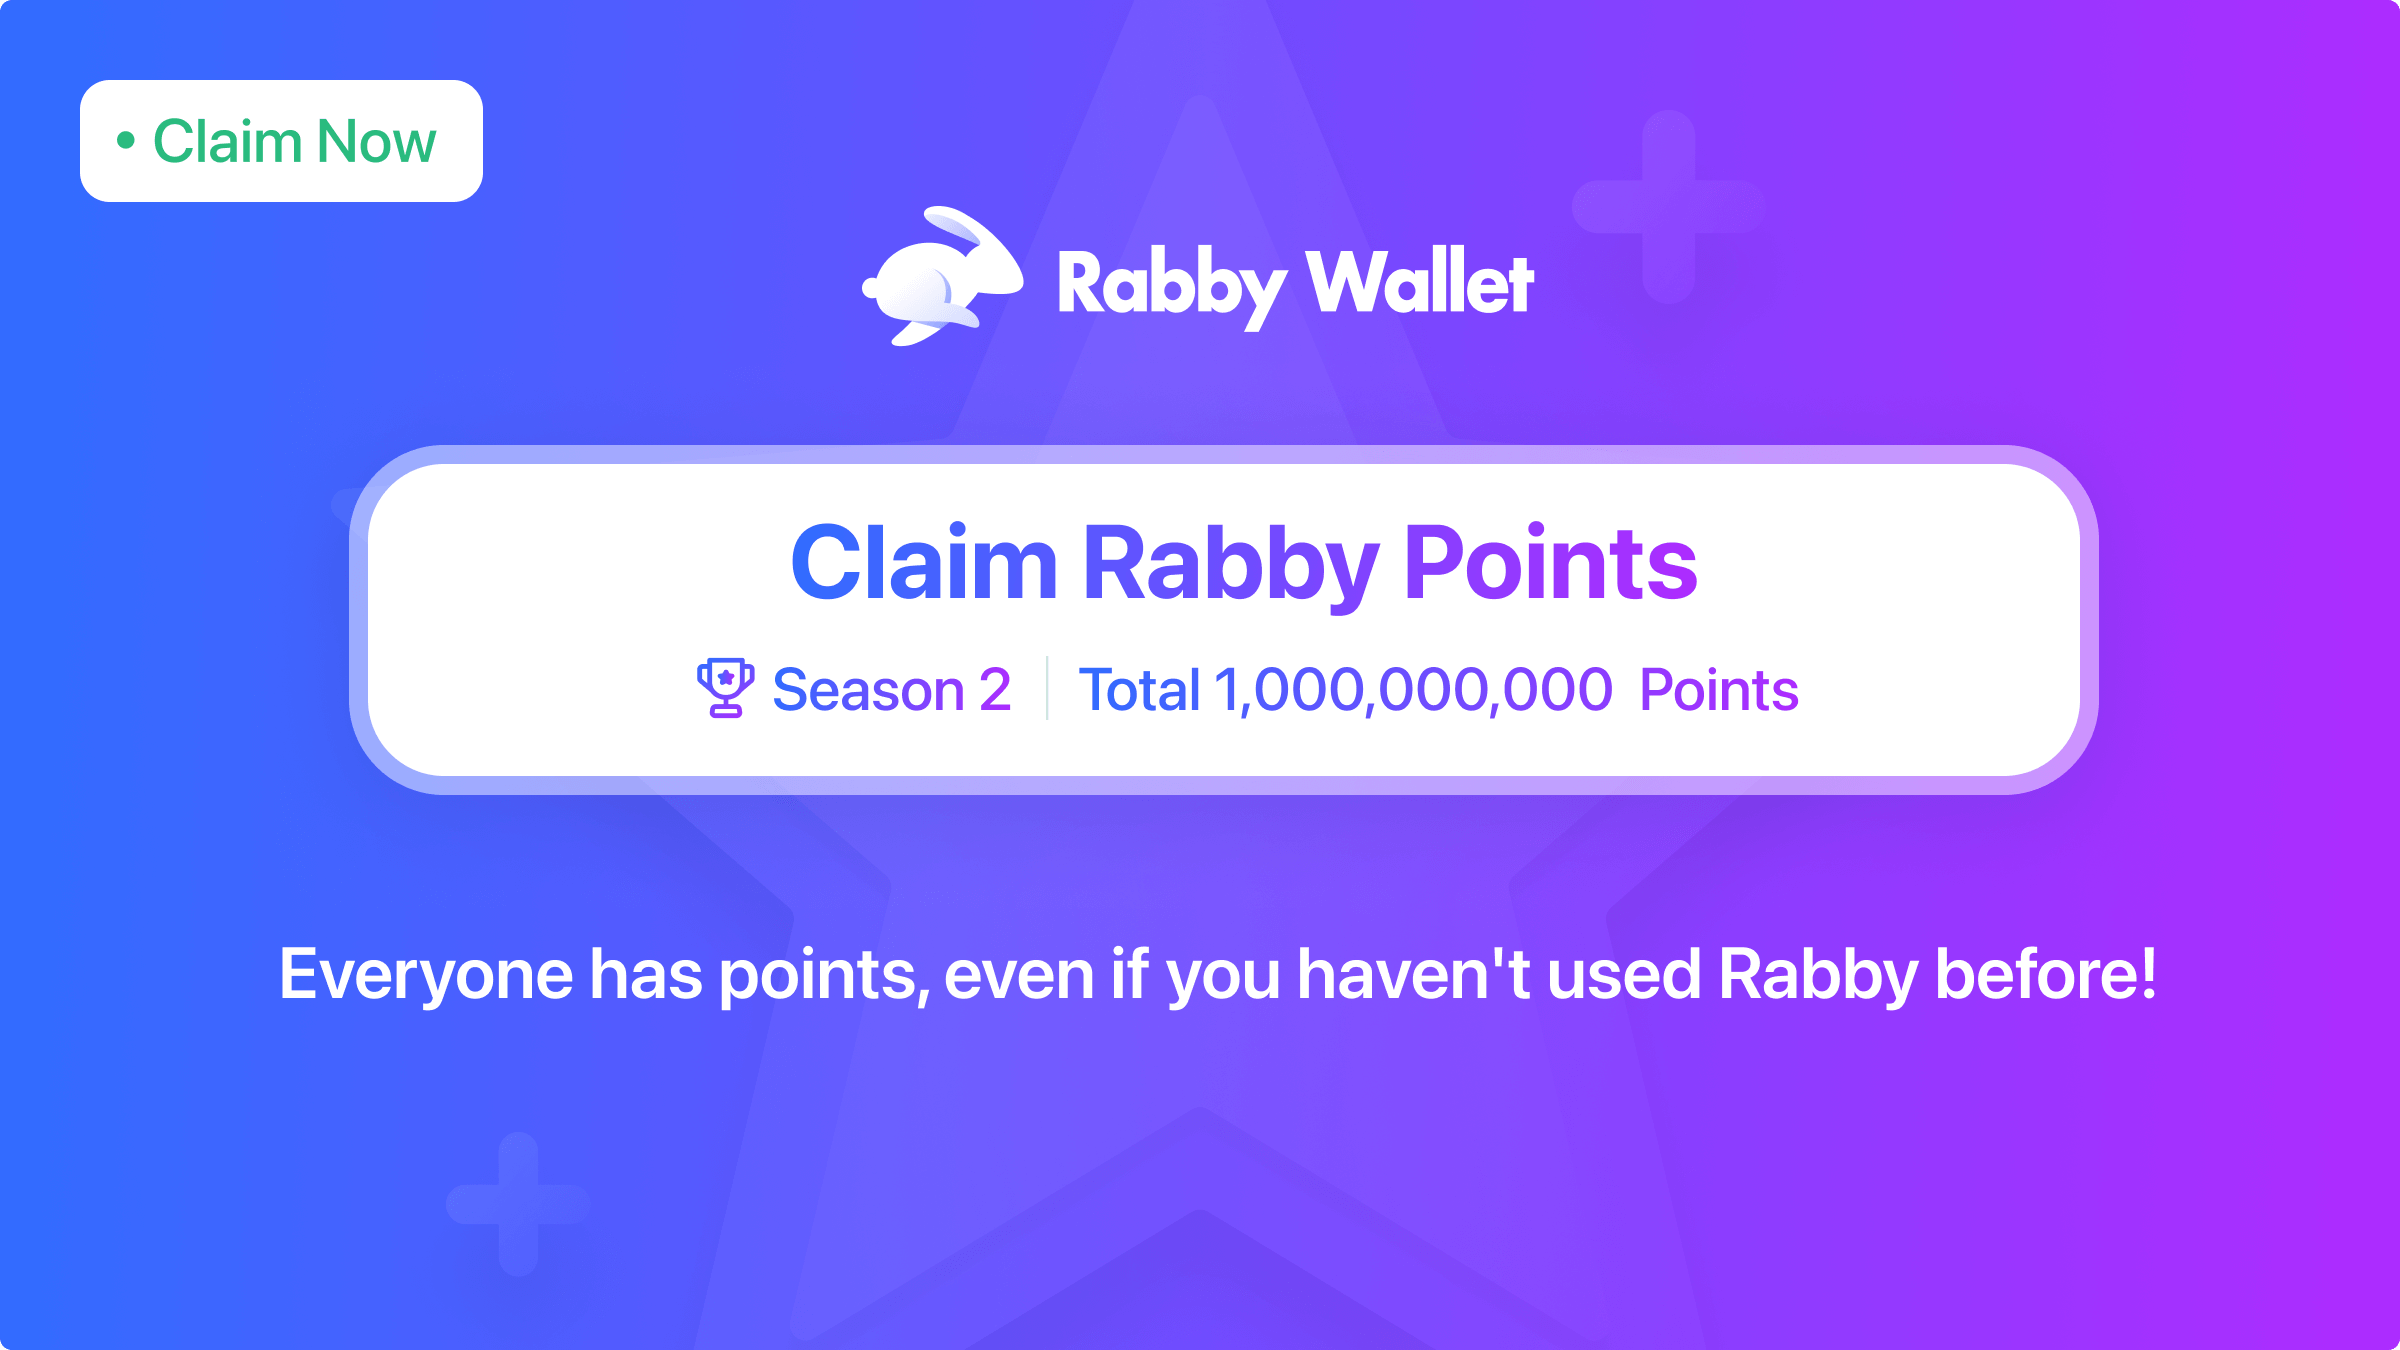 • Claim Now
Rabby Wallet
Claim Rabby Points
Season 2 | Total 1,000,000,000 Points
Everyone has points, even if you haven't used Rabby before!